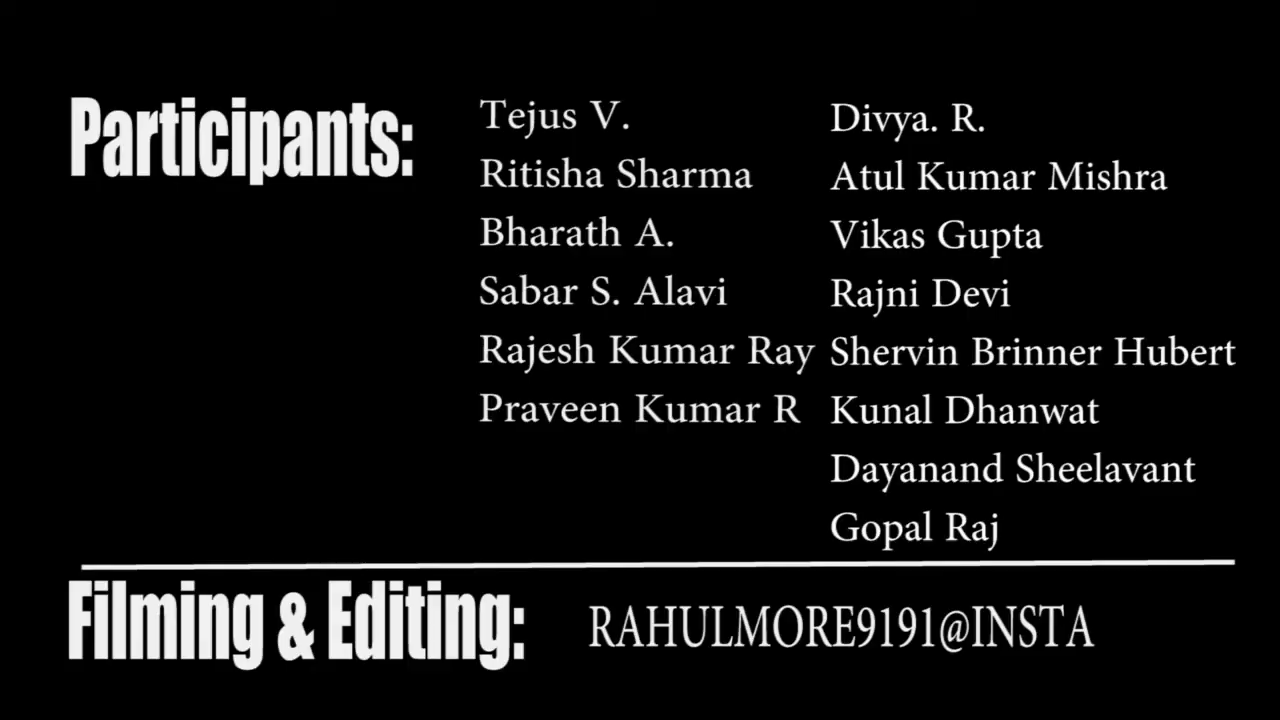 Participants:
Tejus V.
Ritisha Sharma
Bharath A.
Sabar S. Alavi
Rajesh Kumar Ray
Praveen Kumar R
Divya. R.
Atul Kumar Mishra
Vikas Gupta
Rajni Devi
Shervin Brinner Hubert
Kunal Dhanwat
Dayanand Sheelavant
Gopal Raj
Filming & Editing:
RAHULMORE9191@INSTA